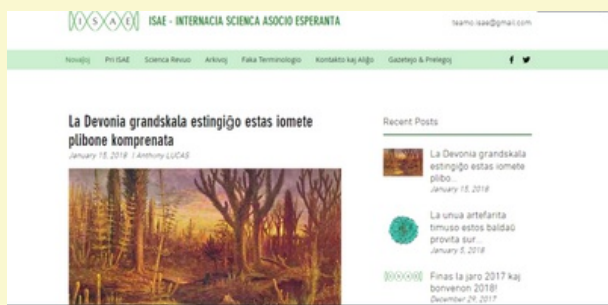 ISAE
ISAE - INTERNACIA SCIENCA ASOCIO ESPERANTA
teamo.isae@gmail.com
Novaĵoj Pri ISAE Scienca Revuo Arkivoj Faka Terminologio Kontakto kaj Aliĝo Gazetejo & Prelegoj
La Devonia grandskala estingiĝo estas iomete
plibone komprenata
January 15, 2018 | Anthony LUCAS
Recent Posts
La Devonia grandskala
estingiĝo estas iomete
plibo...
January 15, 2018
La unua artefarita
timuso estos baldaŭ
provita sur...
January 5, 2018
ISAE
Finas la jaro 2017 kaj
bonvenon 2018!
December 29, 2017